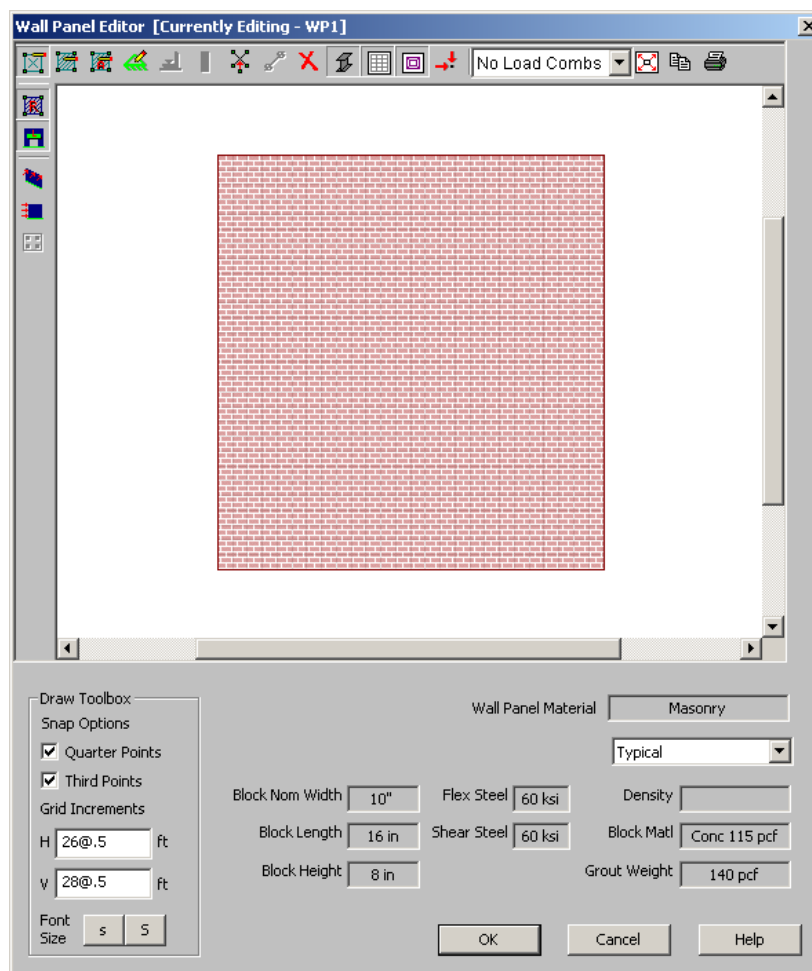 Wall Panel Editor [Currently Editing - WP1]
No Load Combs
Draw Toolbox
Snap Options
Quarter Points
Third Points
Grid Increments
H 26@.5 ft
V 28@.5 ft
Font Size s S
Wall Panel Material Masonry
Typical
Block Nom Width 10" Flex Steel 60 ksi Density
Block Length 16 in Shear Steel 60 ksi Block Matl Conc 115 pcf
Block Height 8 in Grout Weight 140 pcf
OK Cancel Help